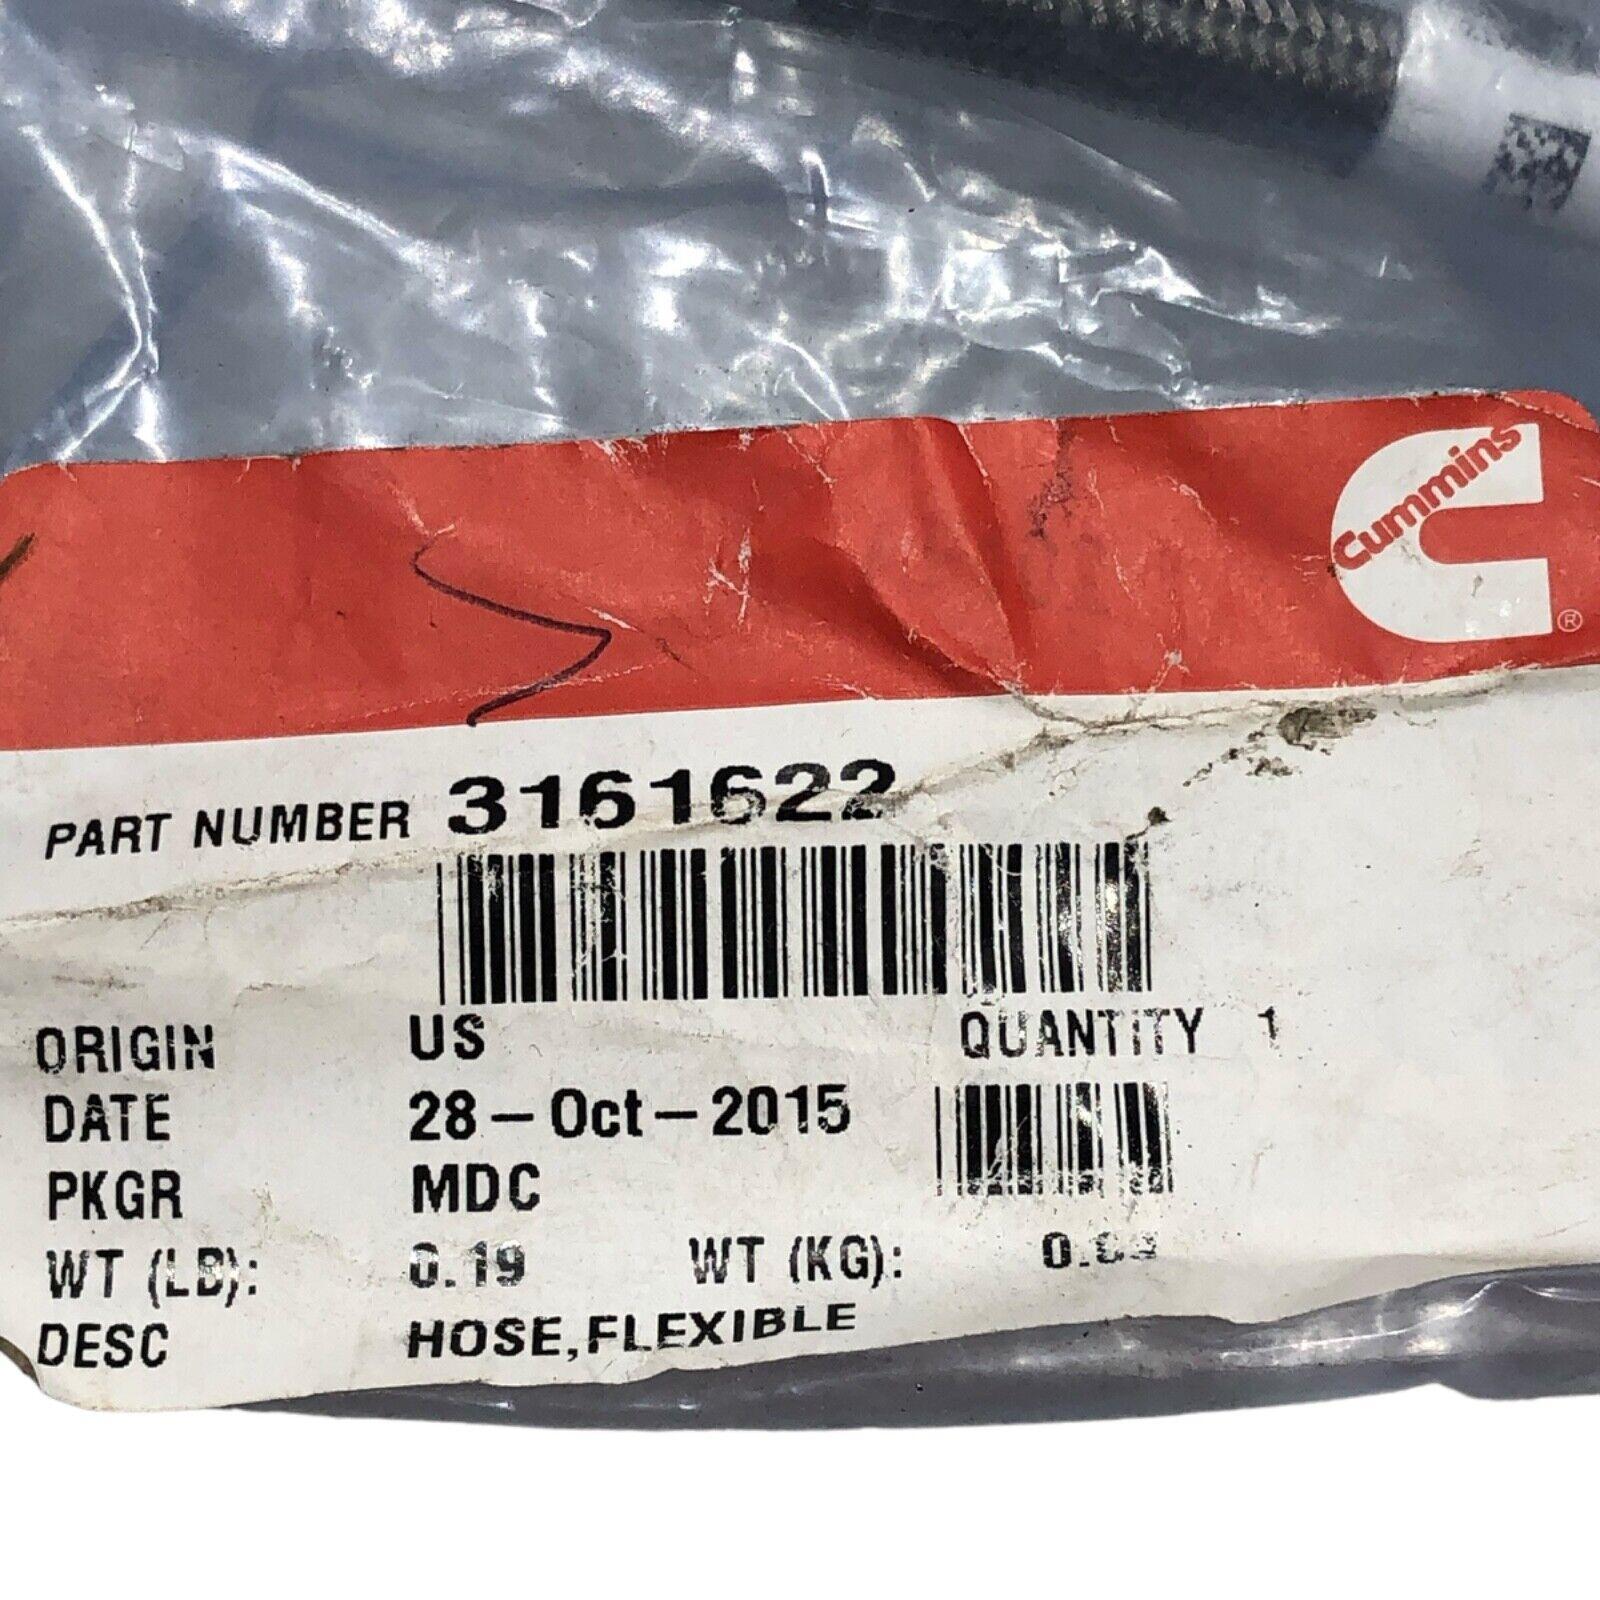 Cummins
®
PART NUMBER 3161622
ORIGIN US QUANTITY 1
DATE 28-Oct-2015
PKGR MDC
WT (LB): 0.19 WT (KG):
DESC HOSE,FLEXIBLE